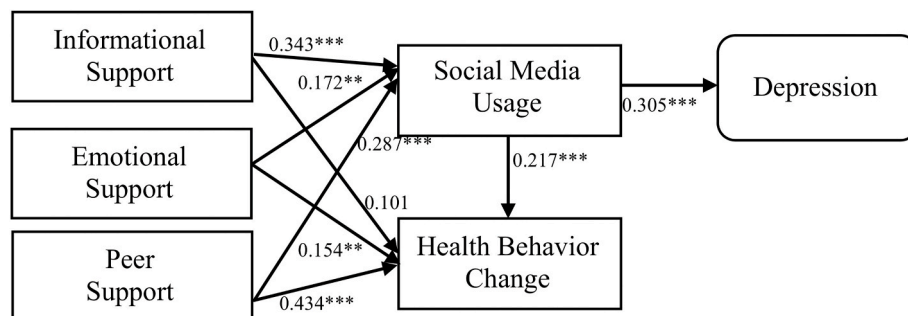 Informational
Support
0.343***
0.172**
Social Media
Usage
0.305***
Depression
Emotional
Support
0.287***
0.217***
0.101
Peer
Support
0.154**
0.434***
Health Behavior
Change